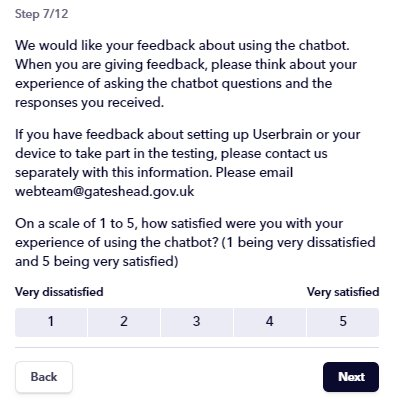 Step 7/12
We would like your feedback about using the chatbot.
When you are giving feedback, please think about your
experience of asking the chatbot questions and the
responses you received.
If you have feedback about setting up Userbrain or your
device to take part in the testing, please contact us
separately with this information. Please email
webteam@gateshead.gov.uk
On a scale of 1 to 5, how satisfied were you with your
experience of using the chatbot? (1 being very dissatisfied
and 5 being very satisfied)
Very dissatisfied Very satisfied
1 2 3 4 5
Back Next